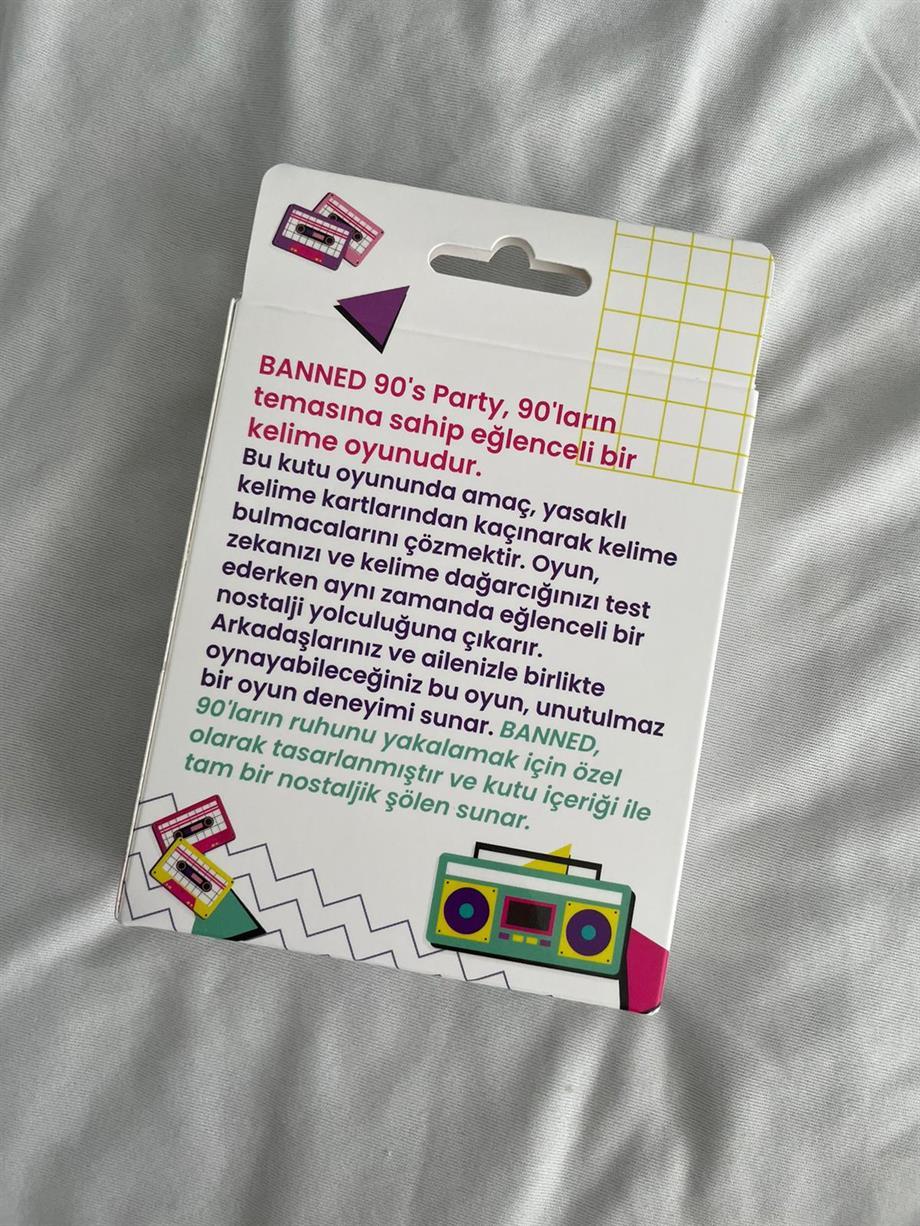 BANNED 90's Party, 90'ların
temasına sahip eğlenceli bir
kelime oyunudur.
Bu kutu oyununda amaç, yasaklı
kelime kartlarından kaçınarak kelime
bulmacalarını çözmektir. Oyun,
zekanızı ve kelime dağarcığınızı test
ederken aynı zamanda eğlenceli bir
nostalji yolculuğuna çıkarır.
Arkadaşlarınız ve ailenizle birlikte
oynayabileceğiniz bu oyun, unutulmaz
bir oyun deneyimi sunar. BANNED,
90'ların ruhunu yakalamak için özel
olarak tasarlanmıştır ve kutu içeriği ile
tam bir nostaljik şölen sunar.